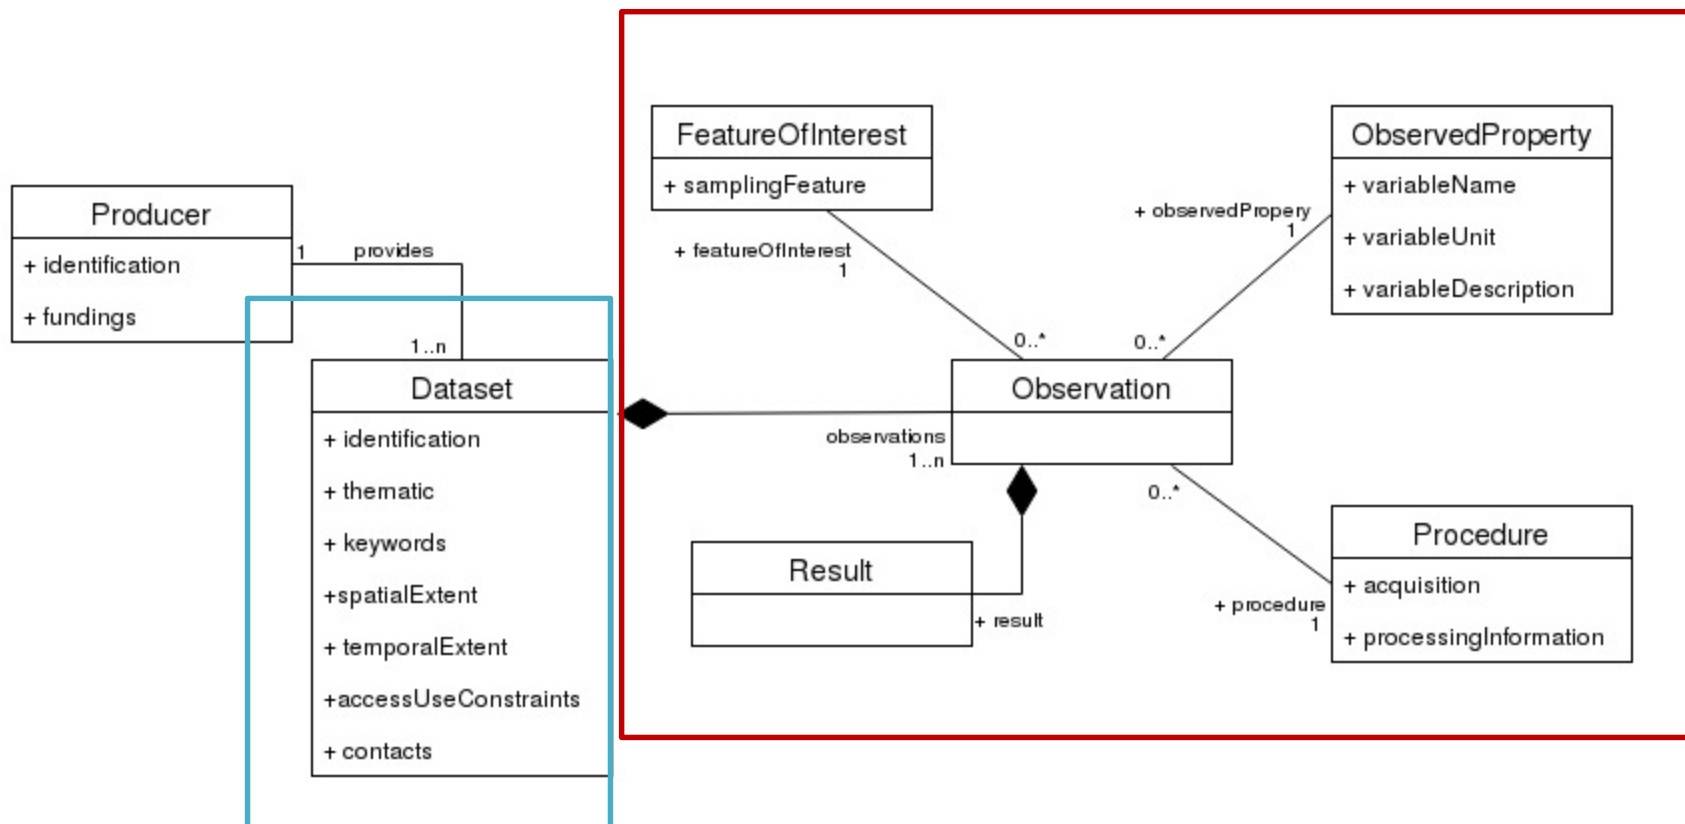 Producer
+ identification
+ fundings
1
provides
1..n
Dataset
+ identification
+ thematic
+ keywords
+spatialExtent
+ temporalExtent
+accessUseConstraints
+ contacts
FeatureOfInterest
+ samplingFeature
+ featureOfInterest
1
0..*
ObservedProperty
+ variableName
+ variableUnit
+ variableDescription
+ observedPropery
1
0..*
Observation
observations
1..n
Result
+ result
0..*
+ procedure
1
Procedure
+ acquisition
+ processingInformation